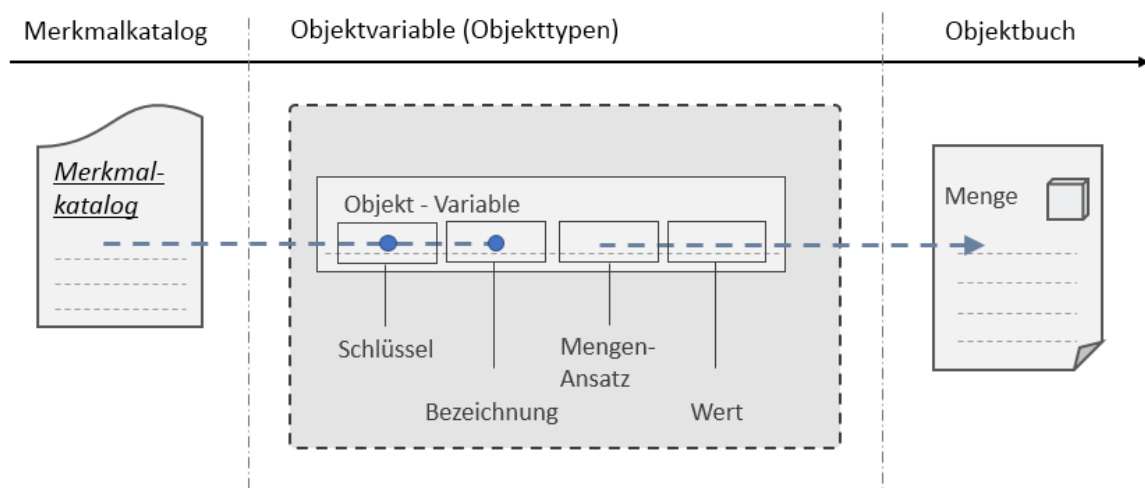 Merkmalkatalog
Objektvariable (Objekttypen)
Objektbuch
Merkmal-
katalog
Objekt - Variable
Menge
Schlüssel
Mengen-
Ansatz
Bezeichnung
Wert